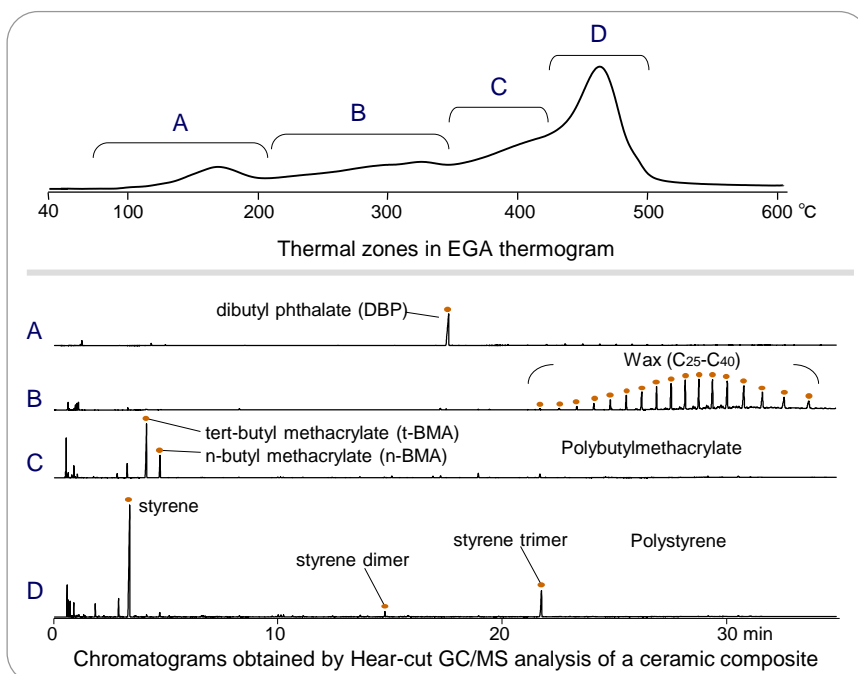 D
C
B
A
40 100 200 300 400 500 600 ℃
Thermal zones in EGA thermogram
dibutyl phthalate (DBP)
A
Wax (C25-C40)
B
tert-butyl methacrylate (t-BMA)
n-butyl methacrylate (n-BMA)
Polybutylmethacrylate
C
styrene
styrene trimer
Polystyrene
styrene dimer
D
0 10 20 30 min
Chromatograms obtained by Hear-cut GC/MS analysis of a ceramic composite